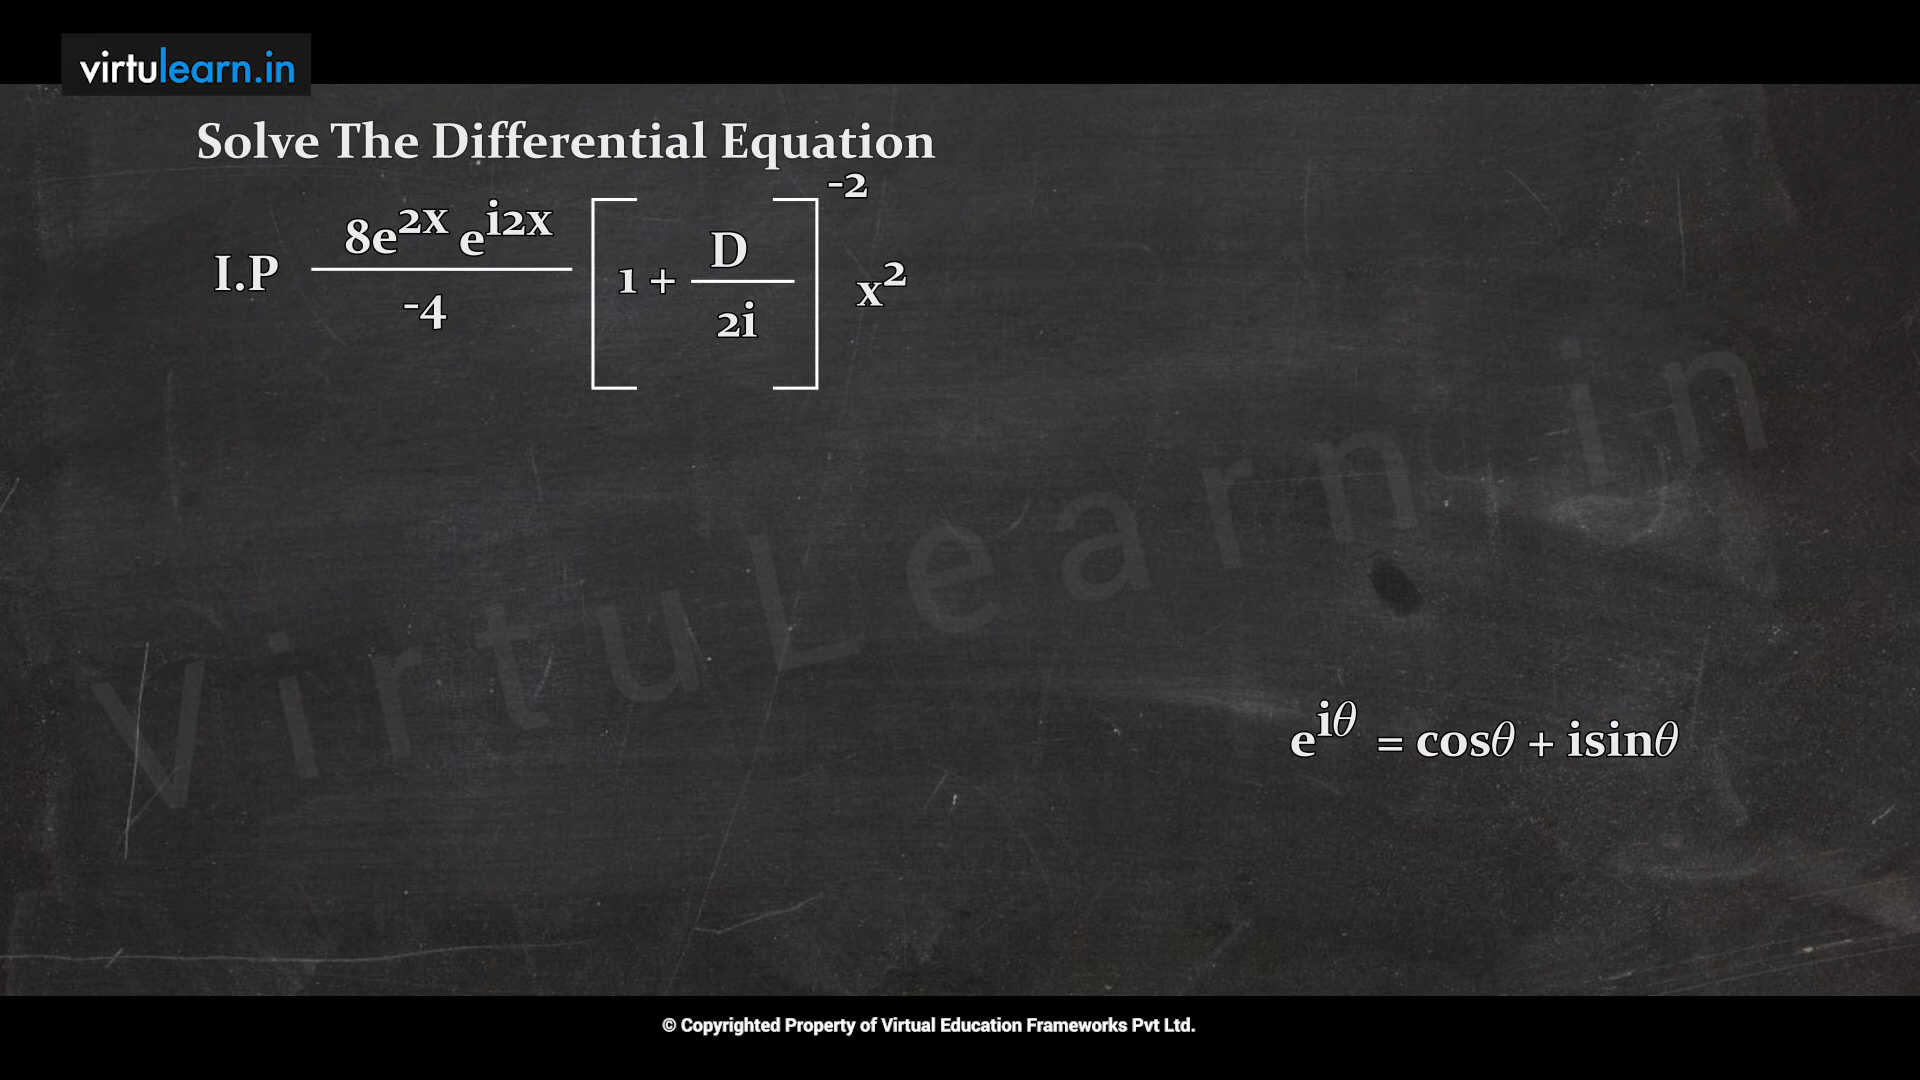 virtulearn.in
Solve The Differential Equation
I.P 8e^{2x} e^{i2x} / -4 [1 + D / 2i]^{-2} x^2
VirtuLearn.in
e^{iθ} = cosθ + isinθ
© Copyrighted Property of Virtual Education Frameworks Pvt Ltd.